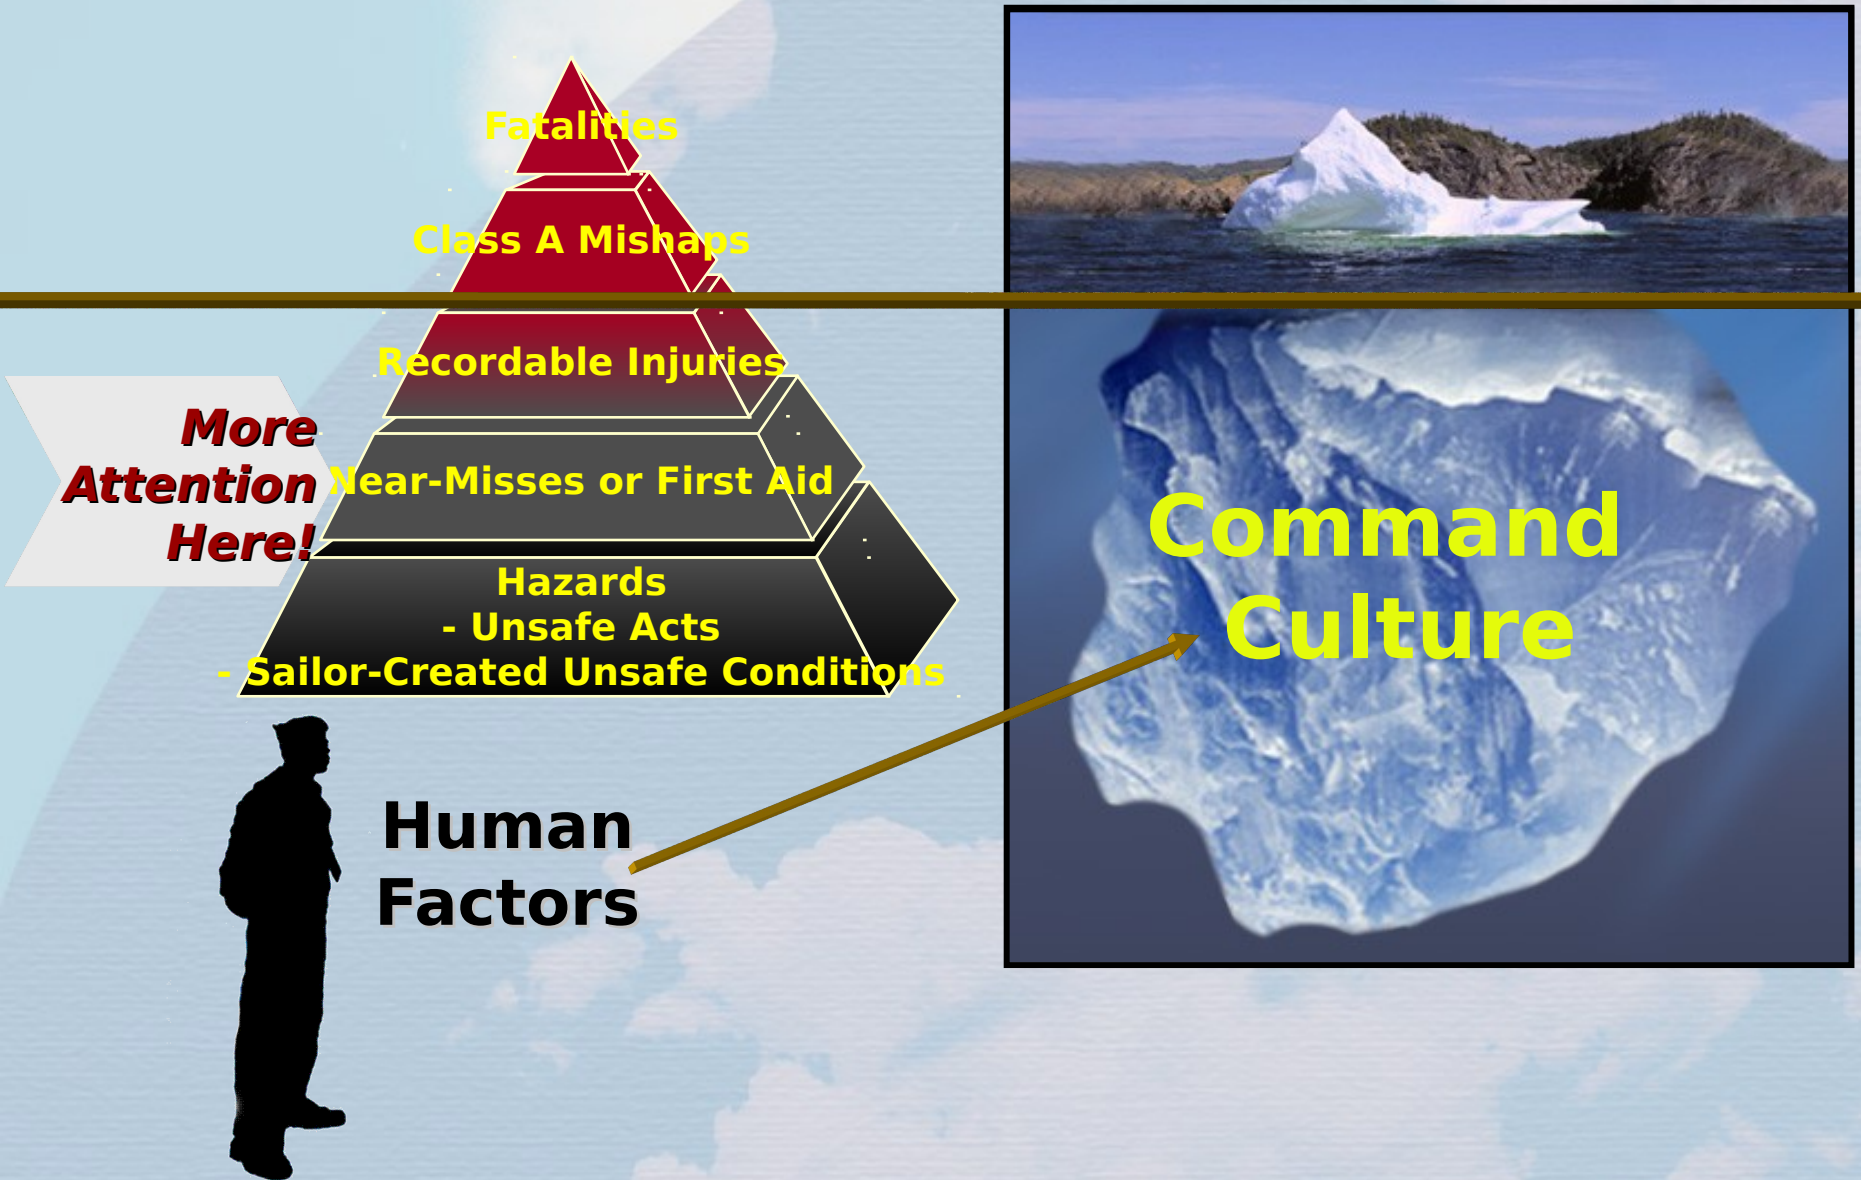 Fatalities
Class A Mishaps
Recordable Injuries
More
Attention
Here!
Near-Misses or First Aid
Hazards
- Unsafe Acts
- Sailor-Created Unsafe Conditions
Command
Culture
Human
Factors